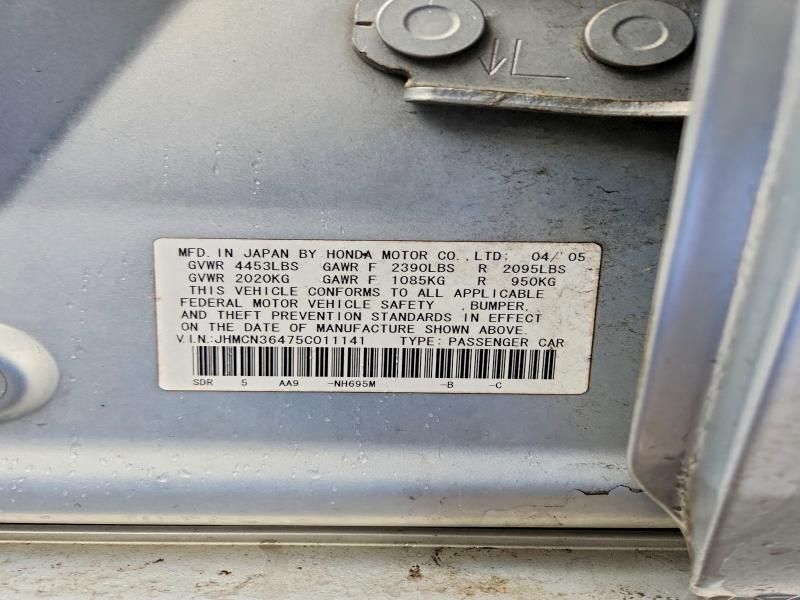 MFD. IN JAPAN BY HONDA MOTOR CO., LTD; 04/'05
GVWR 4453LBS GAWR F 2390LBS R 2095LBS
GVWR 2020KG GAWR F 1085KG R 950KG
THIS VEHICLE CONFORMS TO ALL APPLICABLE
FEDERAL MOTOR VEHICLE SAFETY ,BUMPER,
AND THEFT PREVENTION STANDARDS IN EFFECT
ON THE DATE OF MANUFACTURE SHOWN ABOVE.
V.I.N.:JHMCN36475C011141 TYPE: PASSENGER CAR
SDR 5 AA9 -NH695M -B -C
L